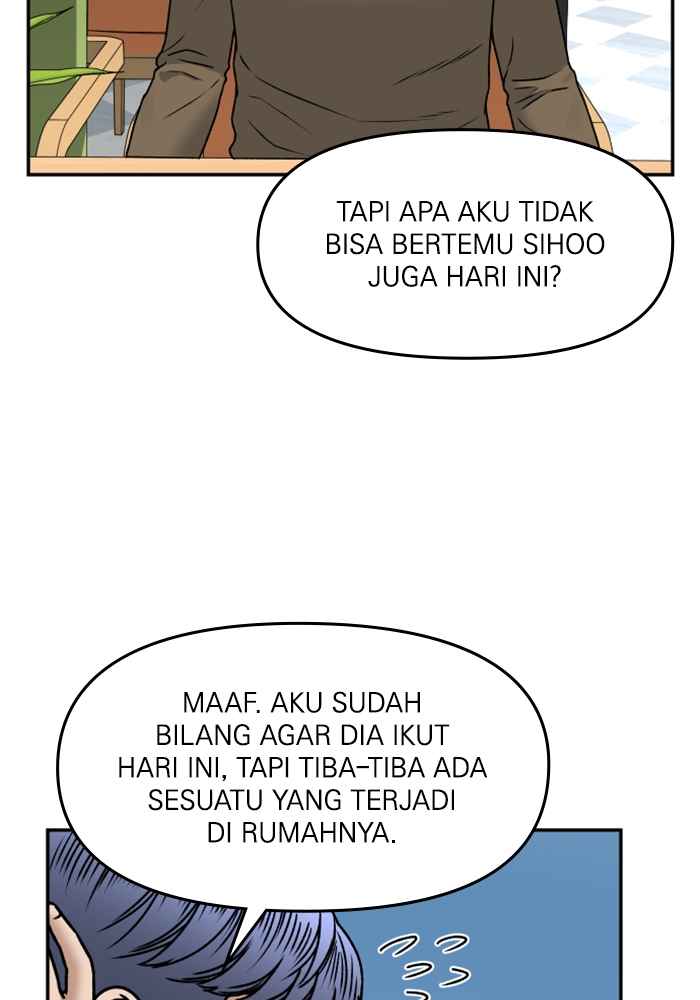 TAPI APA AKU TIDAK
BISA BERTEMU SIHOO
JUGA HARI INI?
MAAF. AKU SUDAH
BILANG AGAR DIA IKUT
HARI INI, TAPI TIBA-TIBA ADA
SESUATU YANG TERJADI
DI RUMAHNYA.